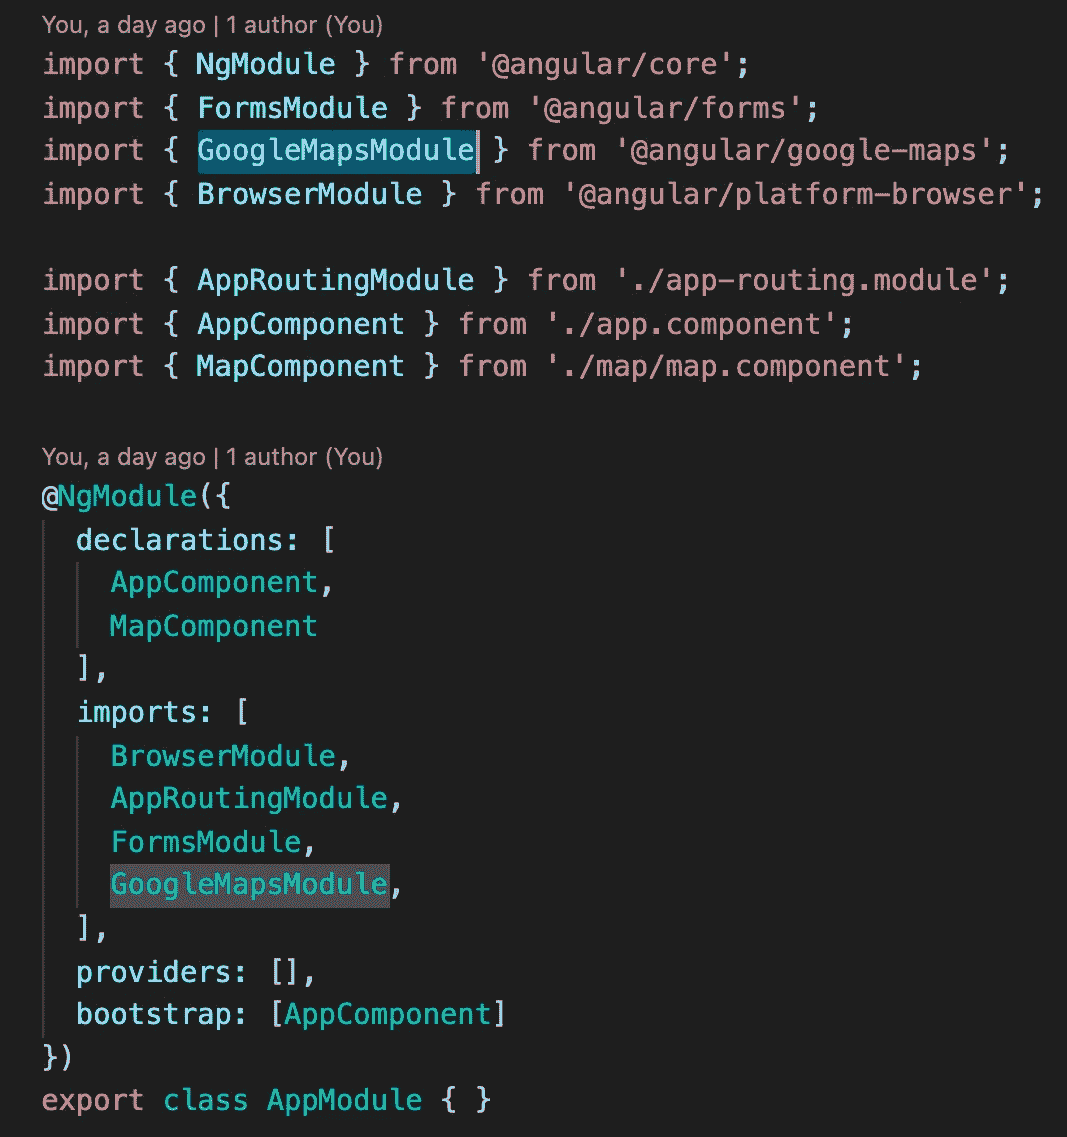 You, a day ago | 1 author (You)
import { NgModule } from '@angular/core';
import { FormsModule } from '@angular/forms';
import { GoogleMapsModule } from '@angular/google-maps';
import { BrowserModule } from '@angular/platform-browser';
import { AppRoutingModule } from './app-routing.module';
import { AppComponent } from './app.component';
import { MapComponent } from './map/map.component';
You, a day ago | 1 author (You)
@NgModule({
  declarations: [
    AppComponent,
    MapComponent
  ],
  imports: [
    BrowserModule,
    AppRoutingModule,
    FormsModule,
    GoogleMapsModule,
  ],
  providers: [],
  bootstrap: [AppComponent]
})
export class AppModule { }